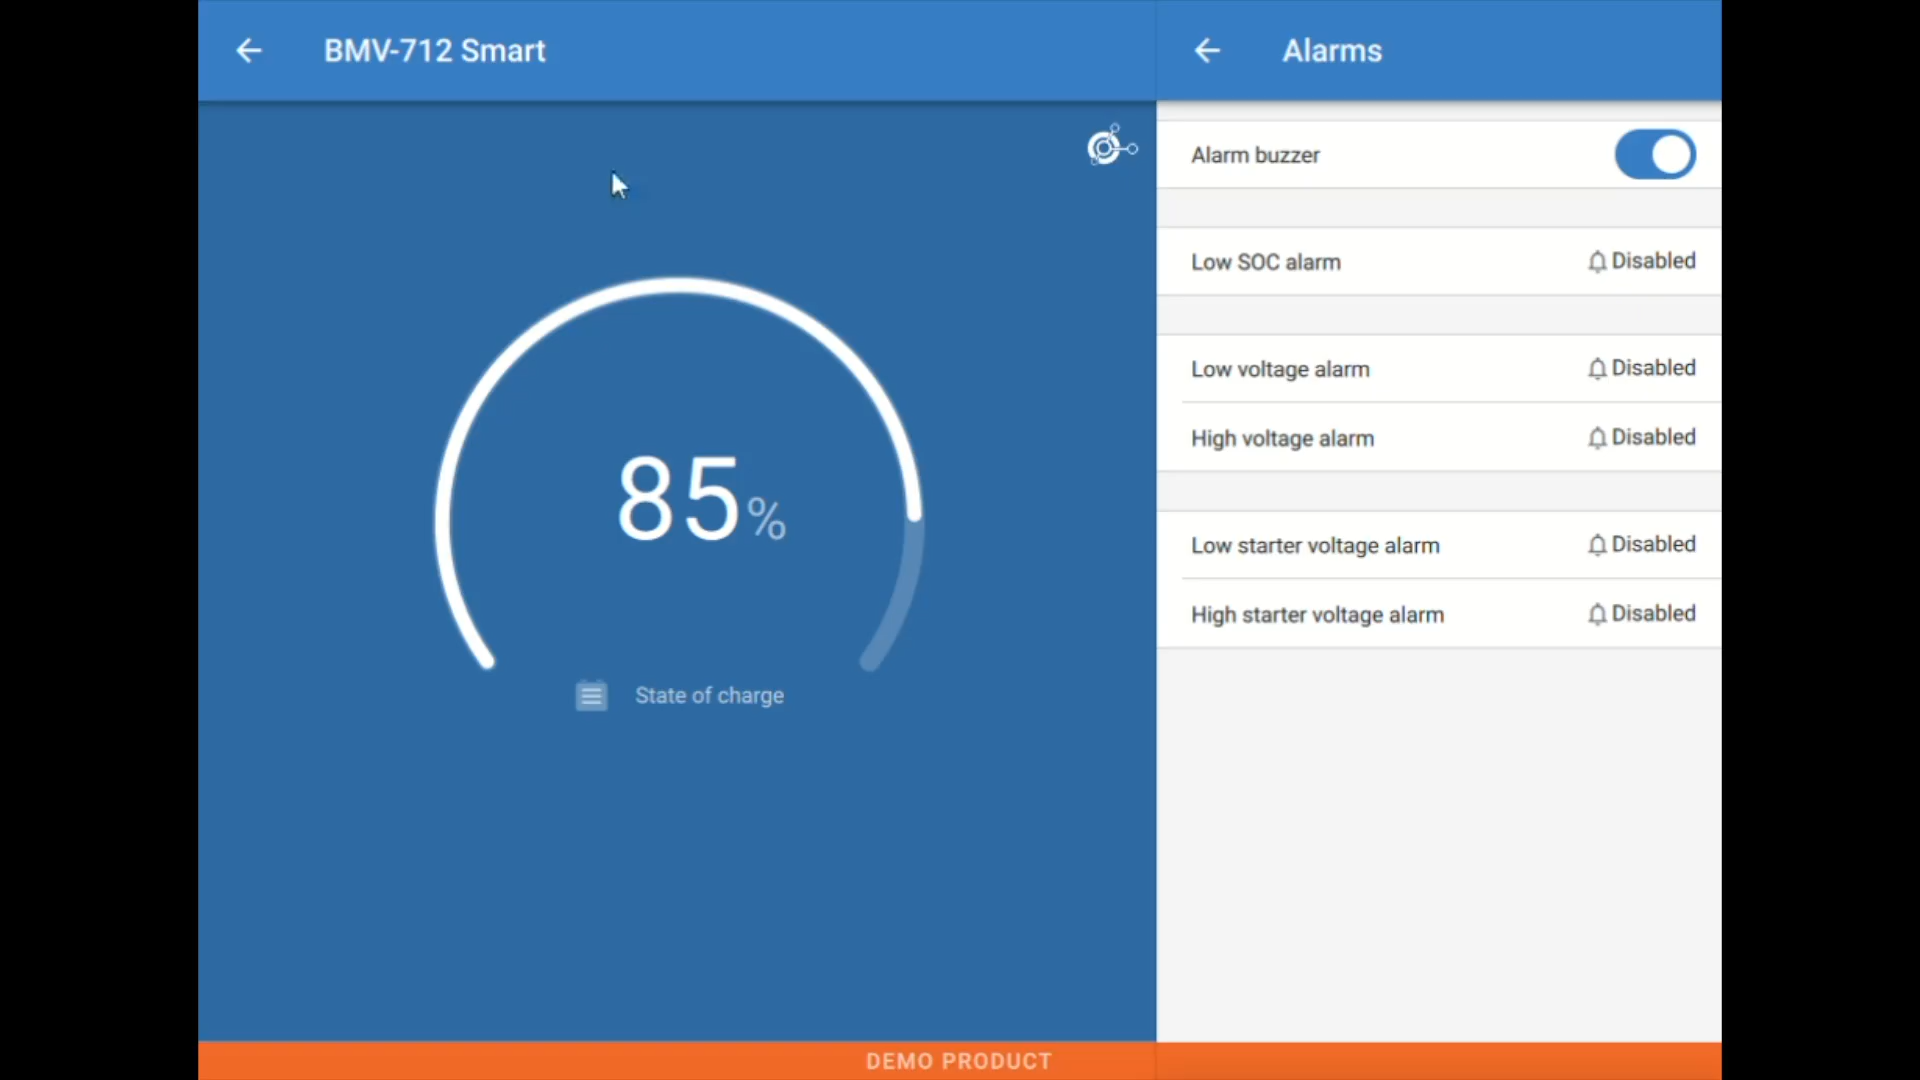 BMV-712 Smart
85%
State of charge
Alarms
Alarm buzzer
Low SOC alarm Disabled
Low voltage alarm Disabled
High voltage alarm Disabled
Low starter voltage alarm Disabled
High starter voltage alarm Disabled
DEMO PRODUCT